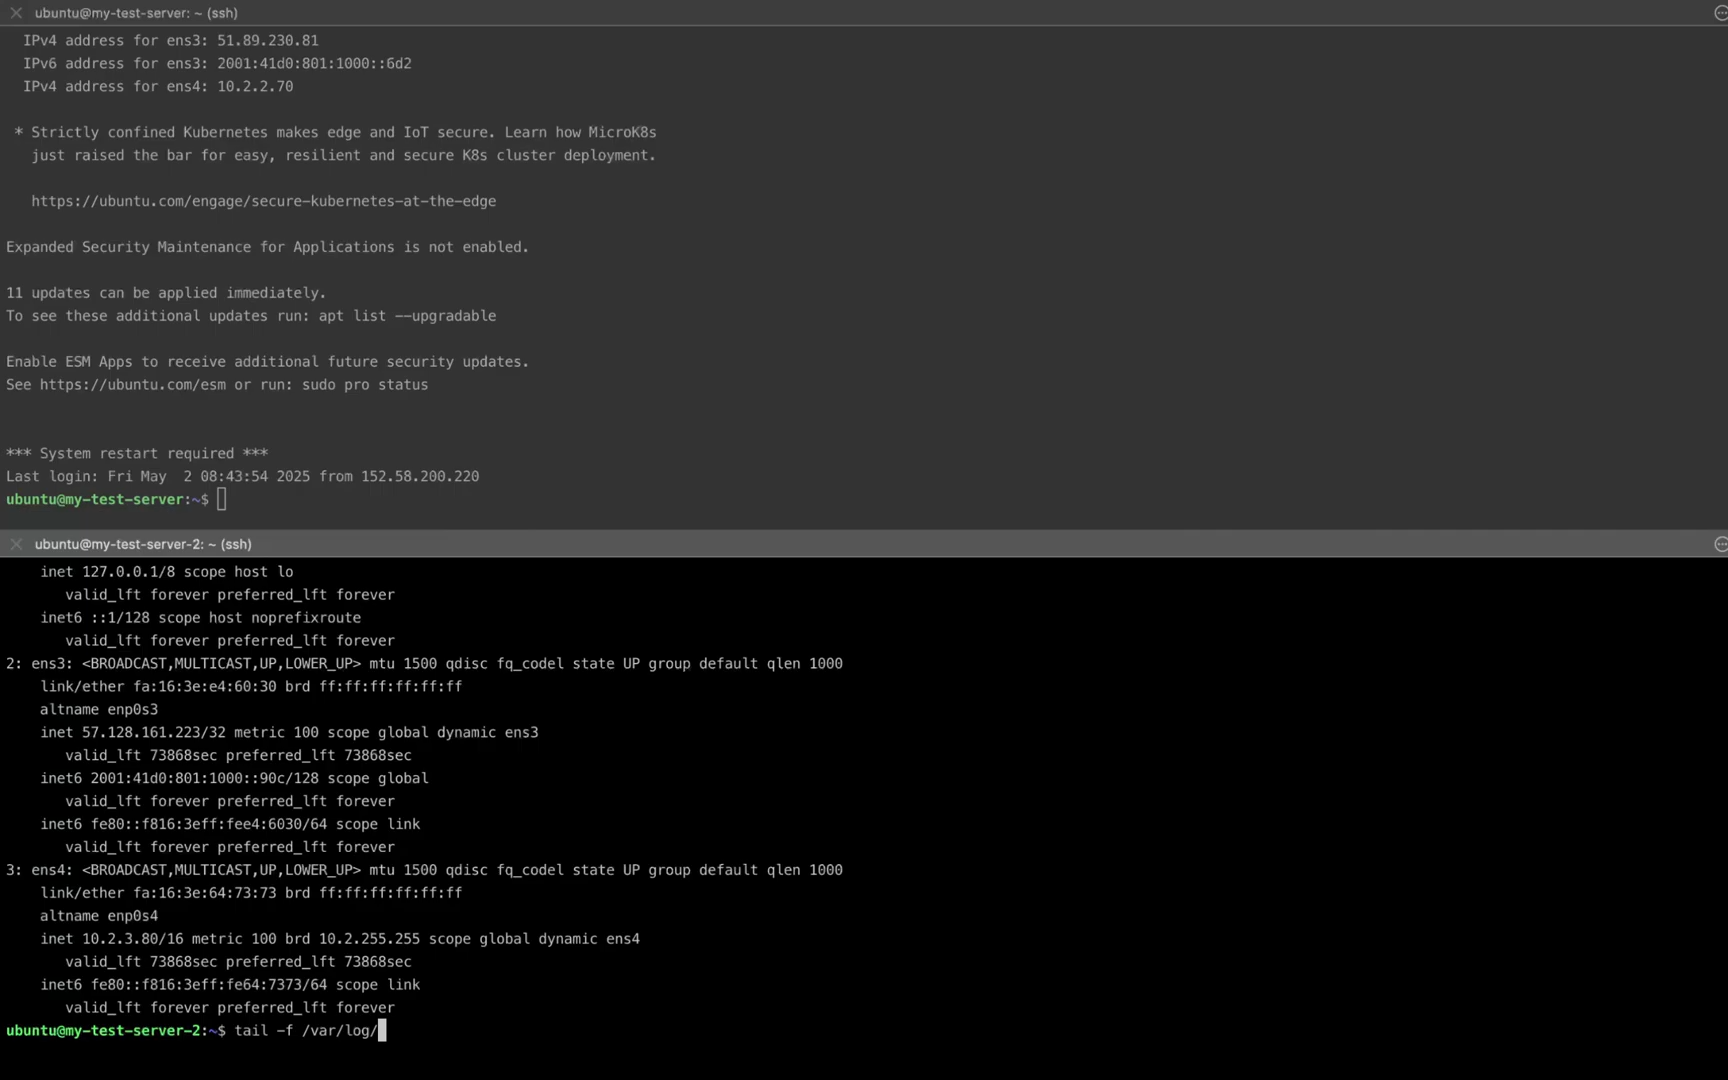 ubuntu@my-test-server: ~ (ssh)
IPv4 address for ens3: 51.89.230.81
IPv6 address for ens3: 2001:41d0:801:1000::6d2
IPv4 address for ens4: 10.2.2.70
* Strictly confined Kubernetes makes edge and IoT secure. Learn how MicroK8s
just raised the bar for easy, resilient and secure K8s cluster deployment.
https://ubuntu.com/engage/secure-kubernetes-at-the-edge
Expanded Security Maintenance for Applications is not enabled.
11 updates can be applied immediately.
To see these additional updates run: apt list --upgradable
Enable ESM Apps to receive additional future security updates.
See https://ubuntu.com/esm or run: sudo pro status
*** System restart required ***
Last login: Fri May  2 08:43:54 2025 from 152.58.200.220
ubuntu@my-test-server:~$
ubuntu@my-test-server-2: ~ (ssh)
inet 127.0.0.1/8 scope host lo
valid_lft forever preferred_lft forever
inet6 ::1/128 scope host noprefixroute
valid_lft forever preferred_lft forever
2: ens3: <BROADCAST,MULTICAST,UP,LOWER_UP> mtu 1500 qdisc fq_codel state UP group default qlen 1000
link/ether fa:16:3e:e4:60:30 brd ff:ff:ff:ff:ff:ff
altname enp0s3
inet 57.128.161.223/32 metric 100 scope global dynamic ens3
valid_lft 73868sec preferred_lft 73868sec
inet6 2001:41d0:801:1000::90c/128 scope global
valid_lft forever preferred_lft forever
inet6 fe80::f816:3eff:fee4:6030/64 scope link
valid_lft forever preferred_lft forever
3: ens4: <BROADCAST,MULTICAST,UP,LOWER_UP> mtu 1500 qdisc fq_codel state UP group default qlen 1000
link/ether fa:16:3e:64:73:73 brd ff:ff:ff:ff:ff:ff
altname enp0s4
inet 10.2.3.80/16 metric 100 brd 10.2.255.255 scope global dynamic ens4
valid_lft 73868sec preferred_lft 73868sec
inet6 fe80::f816:3eff:fe64:7373/64 scope link
valid_lft forever preferred_lft forever
ubuntu@my-test-server-2:~$ tail -f /var/log/